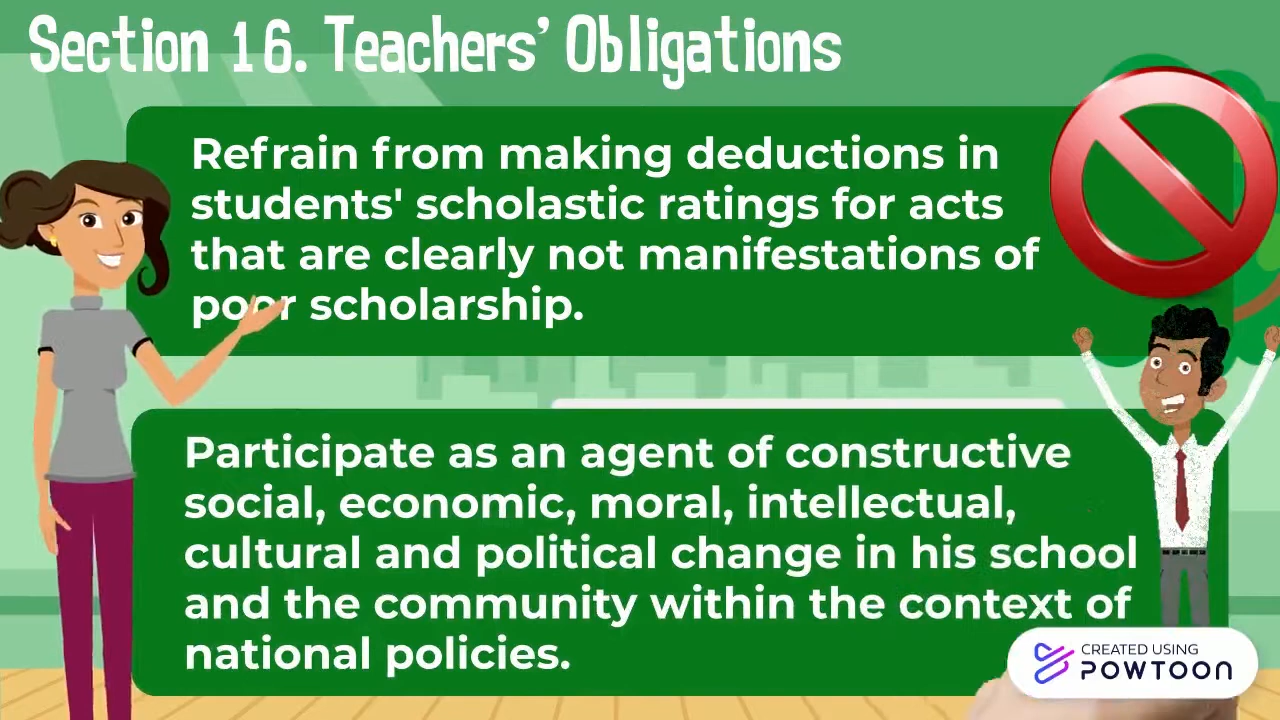 Section 16. Teachers’ Obligations
Refrain from making deductions in
students' scholastic ratings for acts
that are clearly not manifestations of
poor scholarship.
Participate as an agent of constructive
social, economic, moral, intellectual,
cultural and political change in his school
and the community within the context of
national policies.
CREATED USING
POWTOON